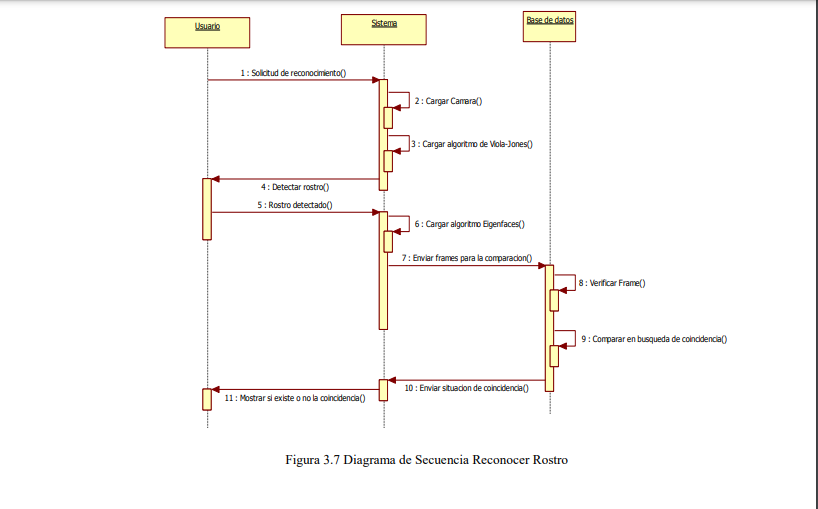 Usuario
Sistema
Base de datos
1 : Solicitud de reconocimiento()
2 : Cargar Camara()
3 : Cargar algoritmo de Viola-Jones()
4 : Detectar rostro()
5 : Rostro detectado()
6 : Cargar algoritmo Eigenfaces()
7 : Enviar frames para la comparacion()
8 : Verificar Frame()
9 : Comparar en busqueda de coincidencia()
10 : Enviar situacion de coincidencia()
11 : Mostrar si existe o no la coincidencia()
Figura 3.7 Diagrama de Secuencia Reconocer Rostro